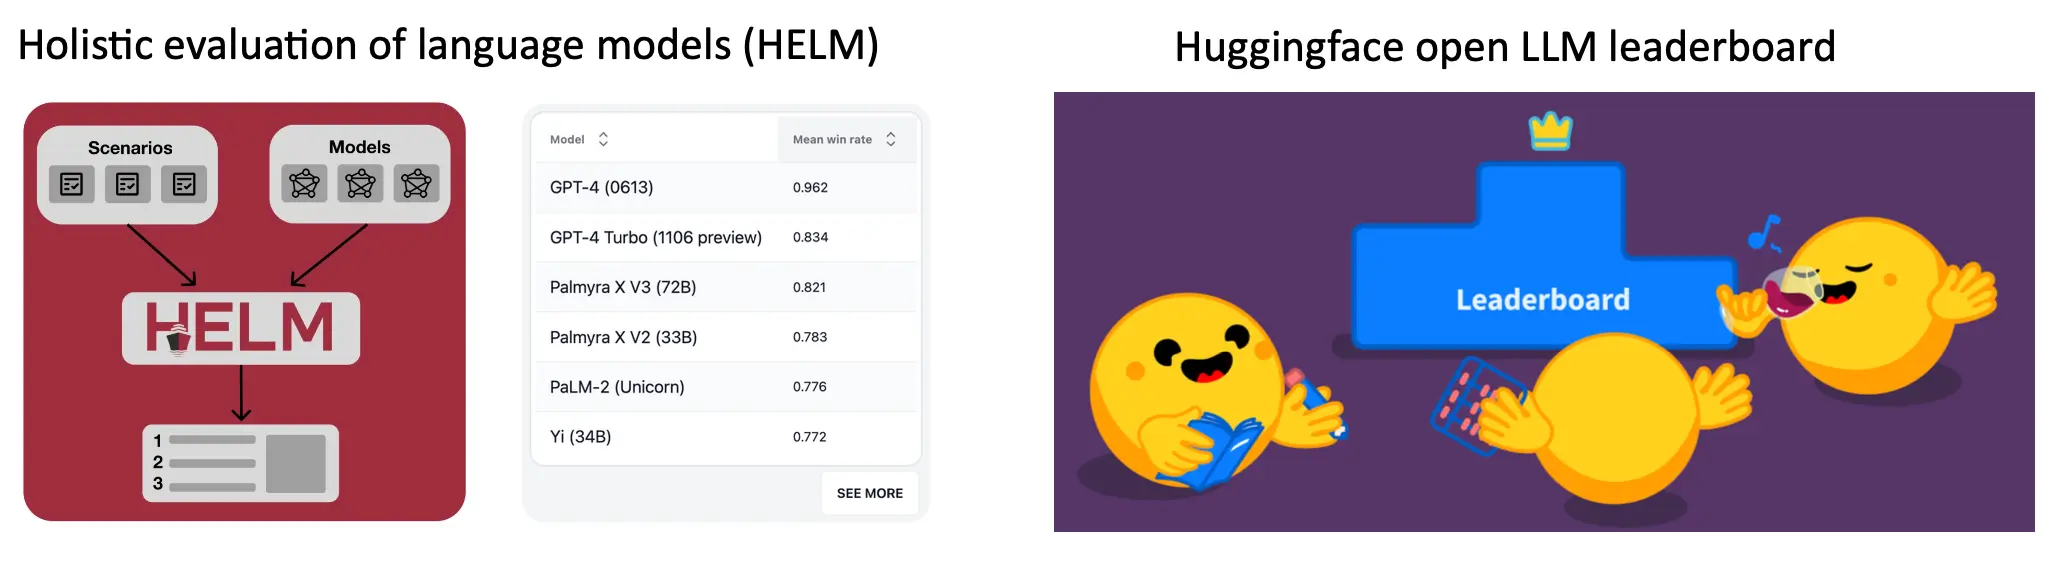 Holistic evaluation of language models (HELM)
Huggingface open LLM leaderboard
Scenarios
Models
HELM
1
2
3
Model Mean win rate
GPT-4 (0613) 0.962
GPT-4 Turbo (1106 preview) 0.834
Palmyra X V3 (72B) 0.821
Palmyra X V2 (33B) 0.783
PaLM-2 (Unicorn) 0.776
Yi (34B) 0.772
SEE MORE
Leaderboard